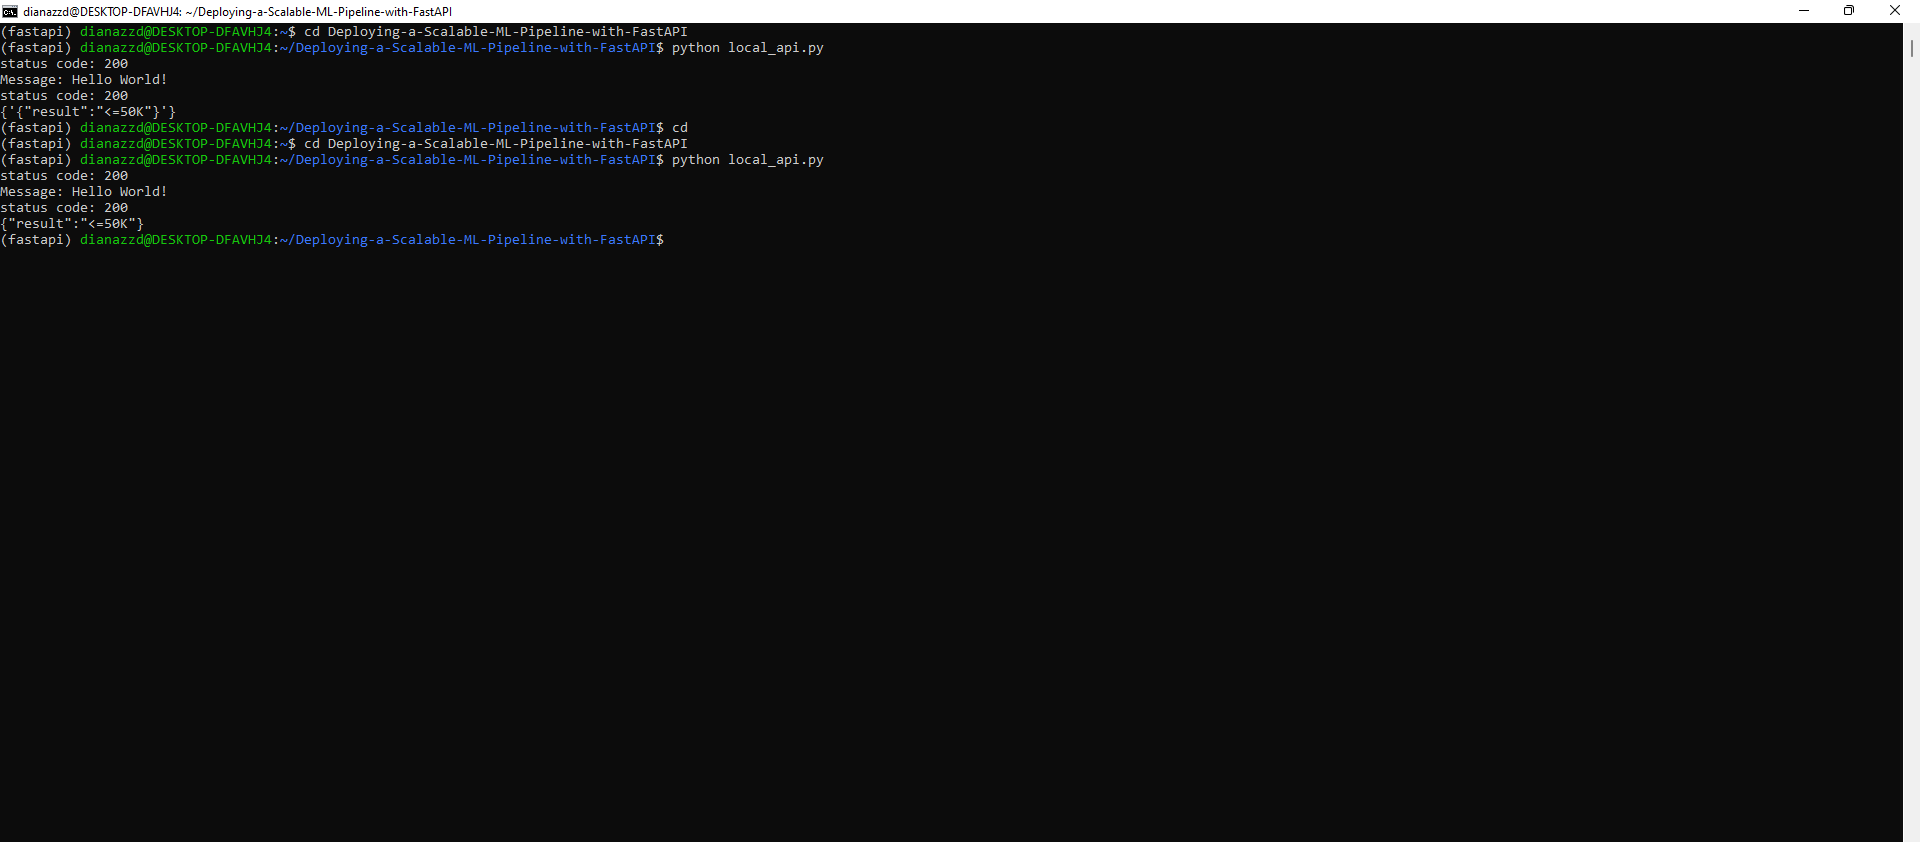 dianazzd@DESKTOP-DFAVHJ4: ~/Deploying-a-Scalable-ML-Pipeline-with-FastAPI
(fastapi) dianazzd@DESKTOP-DFAVHJ4:~$ cd Deploying-a-Scalable-ML-Pipeline-with-FastAPI
(fastapi) dianazzd@DESKTOP-DFAVHJ4:~/Deploying-a-Scalable-ML-Pipeline-with-FastAPI$ python local_api.py
status code: 200
Message: Hello World!
status code: 200
{'{"result":"<=50K"}'}
(fastapi) dianazzd@DESKTOP-DFAVHJ4:~/Deploying-a-Scalable-ML-Pipeline-with-FastAPI$ cd
(fastapi) dianazzd@DESKTOP-DFAVHJ4:~$ cd Deploying-a-Scalable-ML-Pipeline-with-FastAPI
(fastapi) dianazzd@DESKTOP-DFAVHJ4:~/Deploying-a-Scalable-ML-Pipeline-with-FastAPI$ python local_api.py
status code: 200
Message: Hello World!
status code: 200
{"result":"<=50K"}
(fastapi) dianazzd@DESKTOP-DFAVHJ4:~/Deploying-a-Scalable-ML-Pipeline-with-FastAPI$